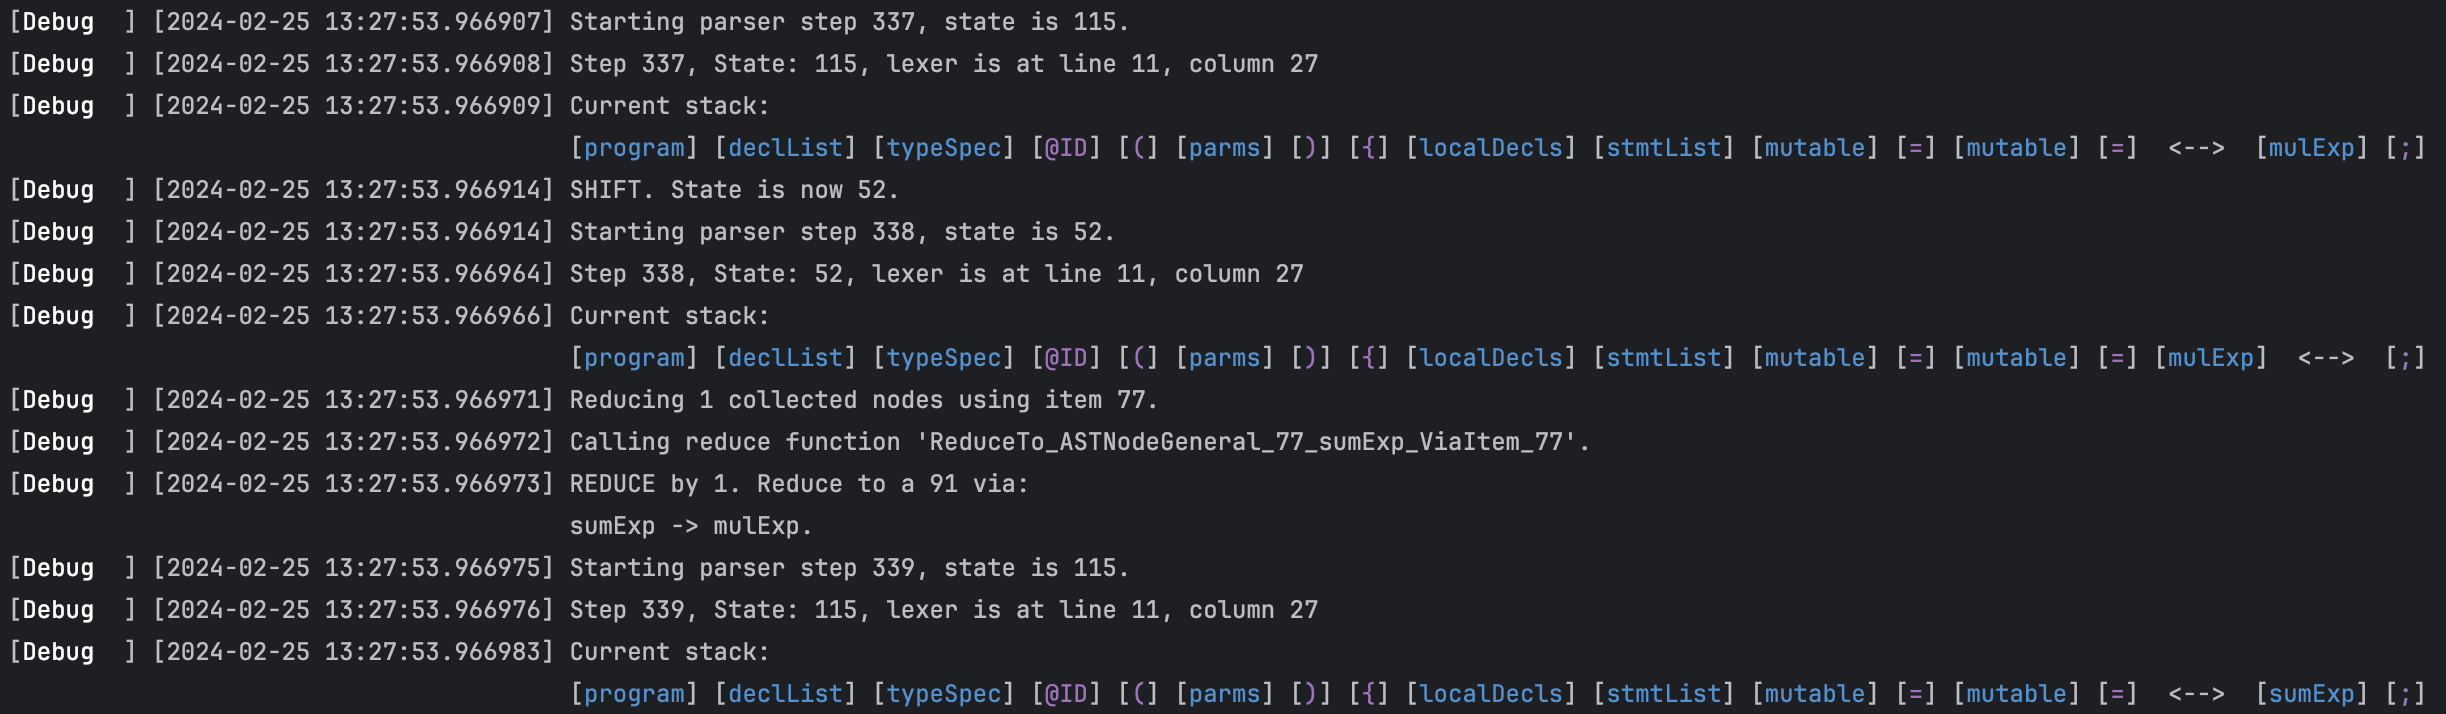 [Debug  ] [2024-02-25 13:27:53.966907] Starting parser step 337, state is 115.
[Debug  ] [2024-02-25 13:27:53.966908] Step 337, State: 115, lexer is at line 11, column 27
[Debug  ] [2024-02-25 13:27:53.966909] Current stack:
[program] [declList] [typeSpec] [@ID] [(] [parms] [)] [{] [localDecls] [stmtList] [mutable] [=] [mutable] [=]  <-->  [mulExp] [;]
[Debug  ] [2024-02-25 13:27:53.966914] SHIFT. State is now 52.
[Debug  ] [2024-02-25 13:27:53.966914] Starting parser step 338, state is 52.
[Debug  ] [2024-02-25 13:27:53.966964] Step 338, State: 52, lexer is at line 11, column 27
[Debug  ] [2024-02-25 13:27:53.966966] Current stack:
[program] [declList] [typeSpec] [@ID] [(] [parms] [)] [{] [localDecls] [stmtList] [mutable] [=] [mutable] [=] [mulExp]  <-->  [;]
[Debug  ] [2024-02-25 13:27:53.966971] Reducing 1 collected nodes using item 77.
[Debug  ] [2024-02-25 13:27:53.966972] Calling reduce function 'ReduceTo_ASTNodeGeneral_77_sumExp_ViaItem_77'.
[Debug  ] [2024-02-25 13:27:53.966973] REDUCE by 1. Reduce to a 91 via:
sumExp -> mulExp.
[Debug  ] [2024-02-25 13:27:53.966975] Starting parser step 339, state is 115.
[Debug  ] [2024-02-25 13:27:53.966976] Step 339, State: 115, lexer is at line 11, column 27
[Debug  ] [2024-02-25 13:27:53.966983] Current stack:
[program] [declList] [typeSpec] [@ID] [(] [parms] [)] [{] [localDecls] [stmtList] [mutable] [=] [mutable] [=]  <-->  [sumExp] [;]